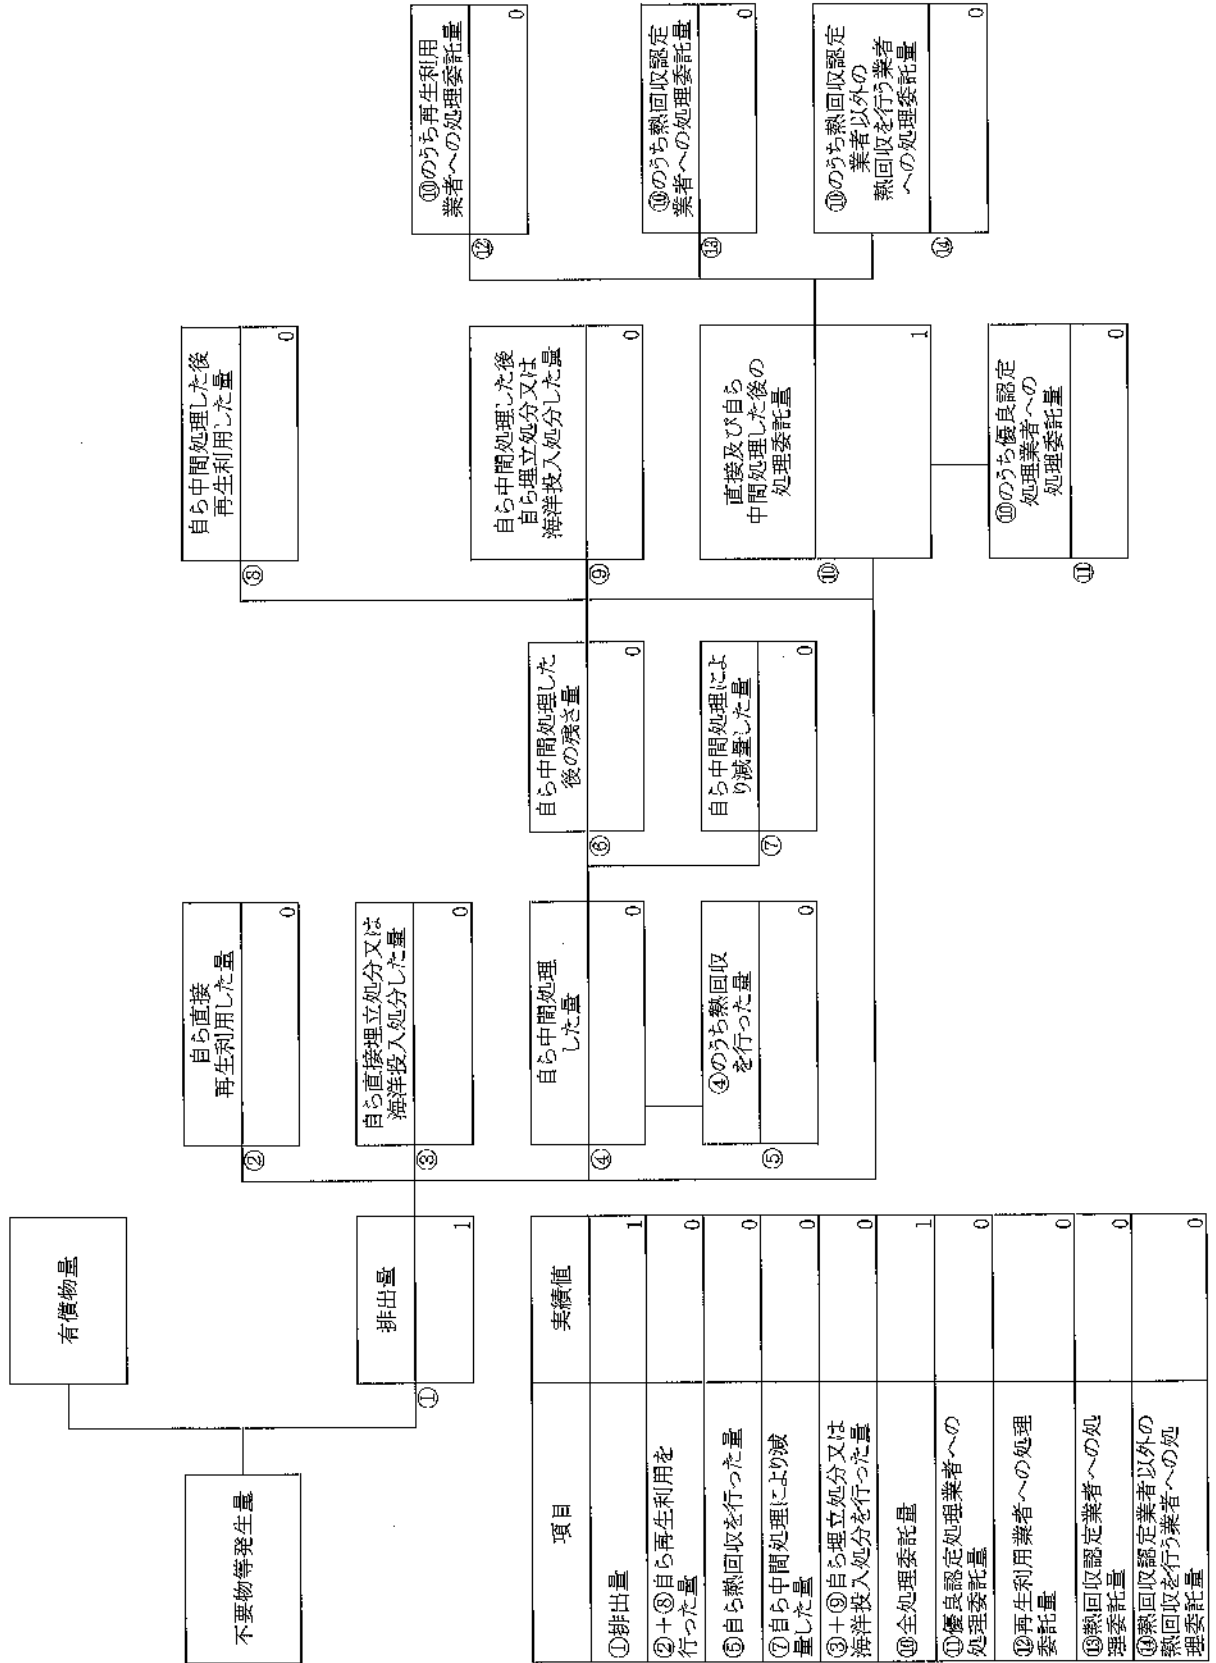 有償物量
不要物等発生量
①
排出量
1
②
自ら直接
再生利用した量
0
③
自ら直接埋立処分又は
海洋投入処分した量
0
④
自ら中間処理
した量
0
⑤
④のうち熱回収
を行った量
0
⑥
自ら中間処理した
後の残さ量
0
⑦
自ら中間処理によ
り減量した量
0
⑧
自ら中間処理した後
再生利用した量
0
⑨
自ら中間処理した後
自ら埋立処分又は
海洋投入処分した量
0
⑩
直接及び自ら
中間処理した後の
処理委託量
1
⑪
⑩のうち優良認定
処理業者への
処理委託量
0
⑫
⑩のうち再生利用
業者への処理委託量
0
⑬
⑩のうち熱回収認定
業者への処理委託量
0
⑭
⑩のうち熱回収認定
業者以外の
熱回収を行う業者
への処理委託量
0
項目 実績値
①排出量 1
②+⑧自ら再生利用を
行った量 0
⑤自ら熱回収を行った量 0
⑦自ら中間処理により減
量した量 0
③+⑨自ら埋立処分又は
海洋投入処分を行った量 0
⑩全処理委託量 1
⑪優良認定処理業者への
処理委託量 0
⑫再生利用業者への処理
委託量 0
⑬熱回収認定業者への処
理委託量 0
⑭熱回収認定業者以外の
熱回収を行う業者への処
理委託量 0